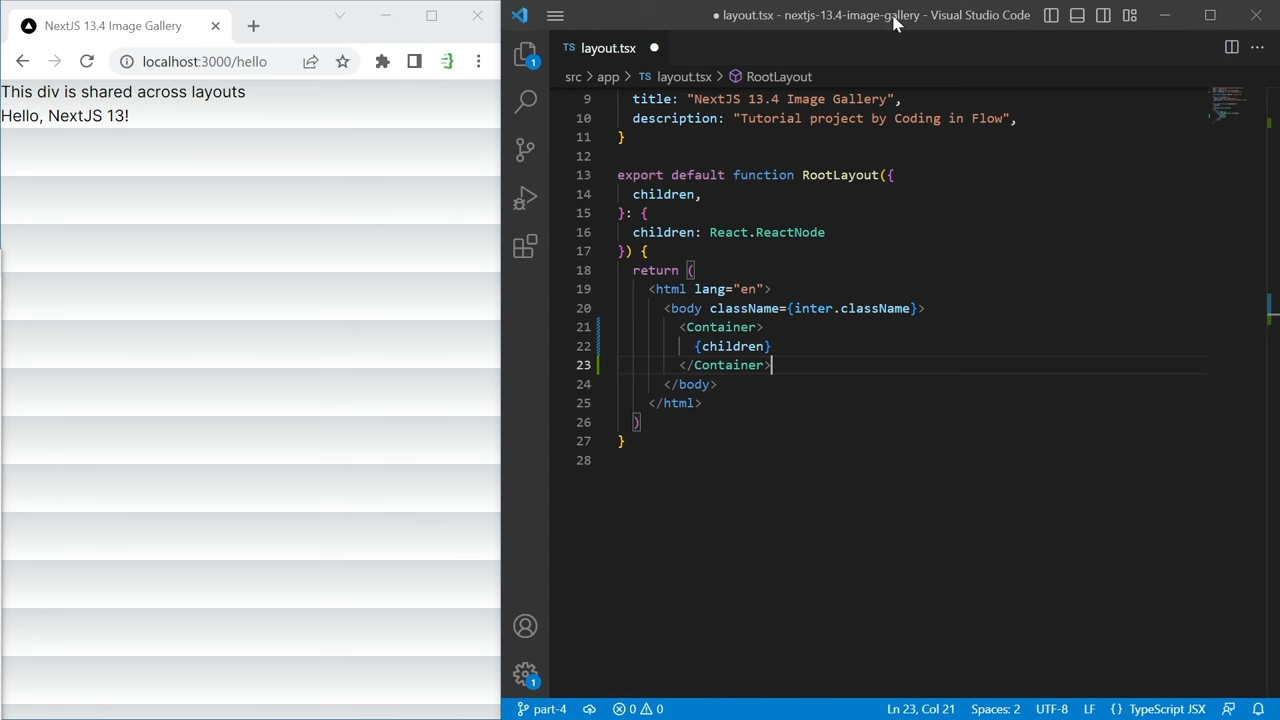 NextJS 13.4 Image Gallery
localhost:3000/hello
This div is shared across layouts
Hello, NextJS 13!
● layout.tsx - nextjs-13.4-image-gallery - Visual Studio Code
TS layout.tsx
src > app > TS layout.tsx > RootLayout
1
9 title: "NextJS 13.4 Image Gallery",
10 description: "Tutorial project by Coding in Flow",
11 }
12
13 export default function RootLayout({
14 children,
15 }: {
16 children: React.ReactNode
17 }) {
18 return (
19 <html lang="en">
20 <body className={inter.className}>
21 <Container>
22 {children}
23 </Container>
24 </body>
25 </html>
26 )
27 }
28
1
part-4 0 0 Ln 23, Col 21 Spaces: 2 UTF-8 LF {} TypeScript JSX